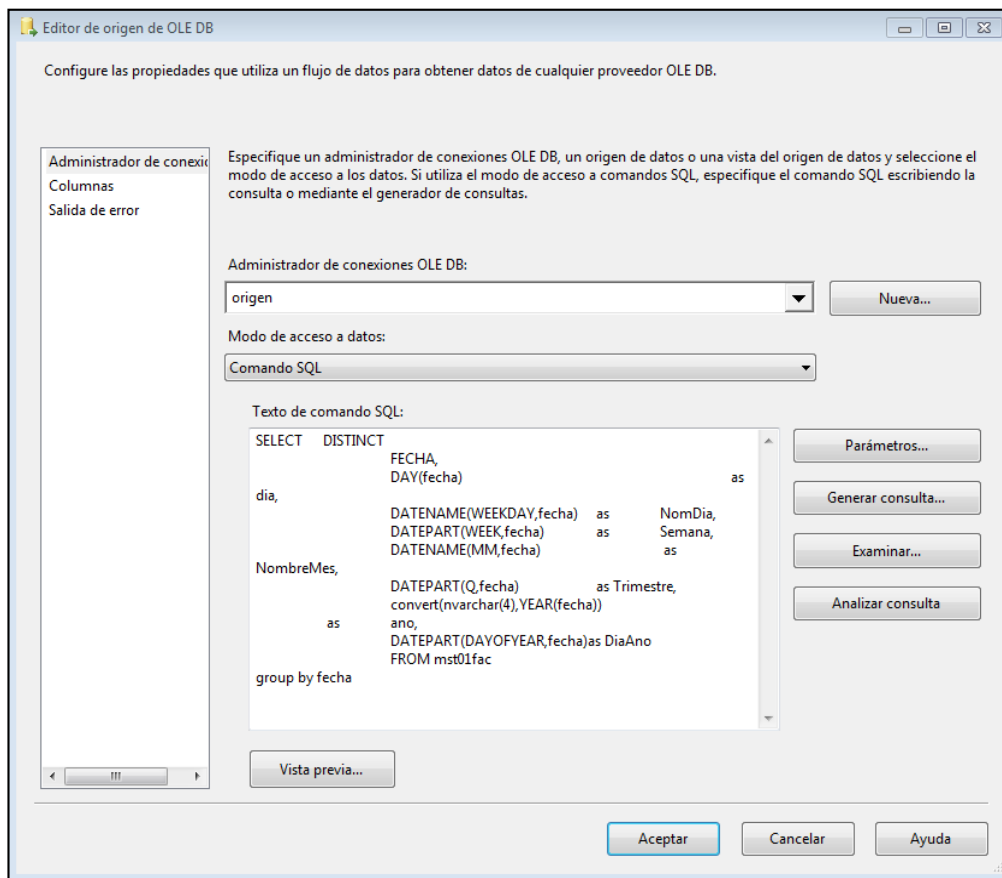 Editor de origen de OLE DB
Configure las propiedades que utiliza un flujo de datos para obtener datos de cualquier proveedor OLE DB.
Administrador de conexio
Columnas
Salida de error
Especifique un administrador de conexiones OLE DB, un origen de datos o una vista del origen de datos y seleccione el
modo de acceso a los datos. Si utiliza el modo de acceso a comandos SQL, especifique el comando SQL escribiendo la
consulta o mediante el generador de consultas.
Administrador de conexiones OLE DB:
origen
Nueva...
Modo de acceso a datos:
Comando SQL
Texto de comando SQL:
SELECT DISTINCT
FECHA,
DAY(fecha) as
dia,
DATENAME(WEEKDAY,fecha) as NomDia,
DATEPART(WEEK,fecha) as Semana,
DATENAME(MM,fecha) as
NombreMes,
DATEPART(Q,fecha) as Trimestre,
convert(nvarchar(4),YEAR(fecha))
as ano,
DATEPART(DAYOFYEAR,fecha)as DiaAno
FROM mst01fac
group by fecha
Parámetros...
Generar consulta...
Examinar...
Analizar consulta
Vista previa...
Aceptar
Cancelar
Ayuda